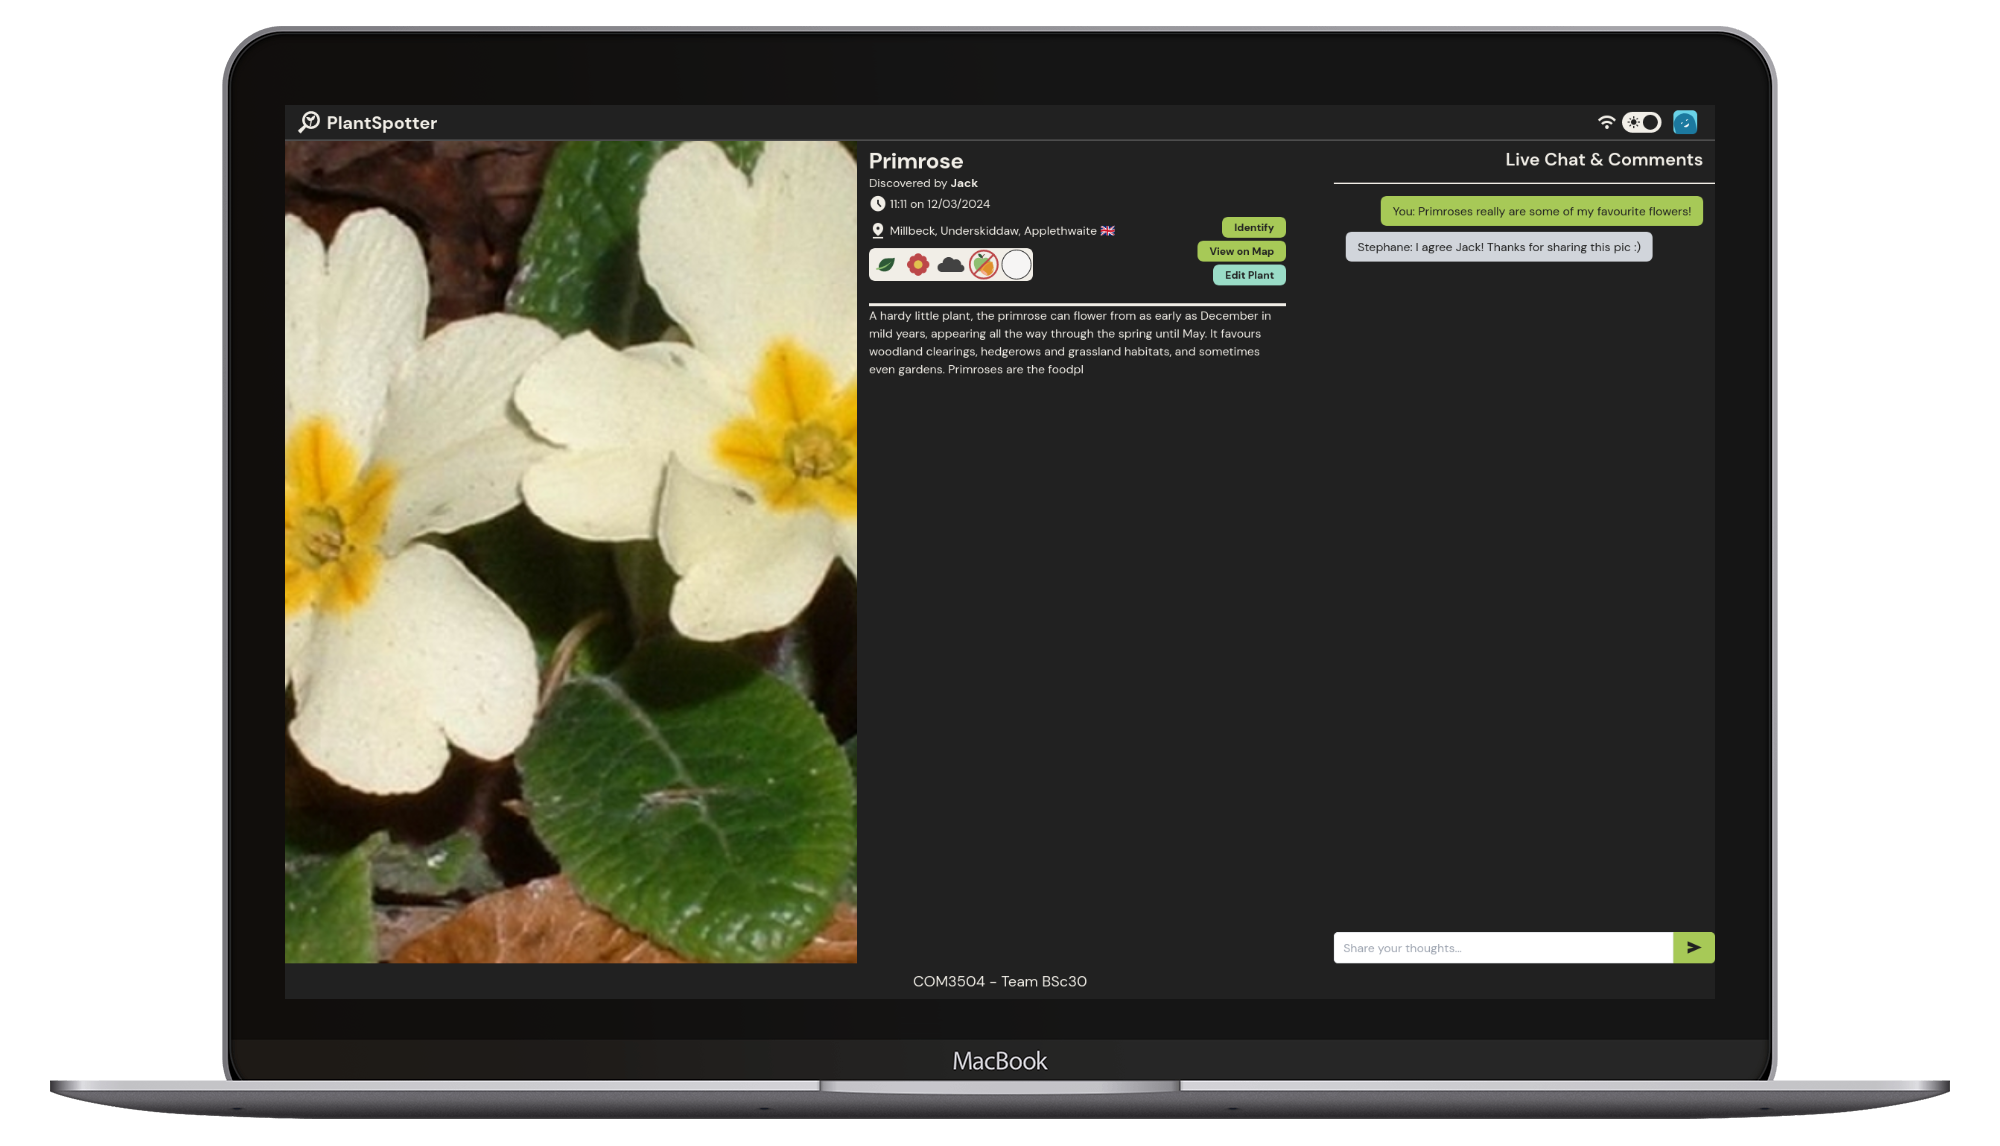 PlantSpotter
Primrose
Discovered by Jack
11:11 on 12/03/2024
Millbeck, Underskiddaw, Applethwaite 🇬🇧
Identify
View on Map
Edit Plant
A hardy little plant, the primrose can flower from as early as December in
mild years, appearing all the way through the spring until May. It favours
woodland clearings, hedgerows and grassland habitats, and sometimes
even gardens. Primroses are the foodpl
Live Chat & Comments
You: Primroses really are some of my favourite flowers!
Stephane: I agree Jack! Thanks for sharing this pic :)
Share your thoughts...
COM3504 - Team BSc30
MacBook